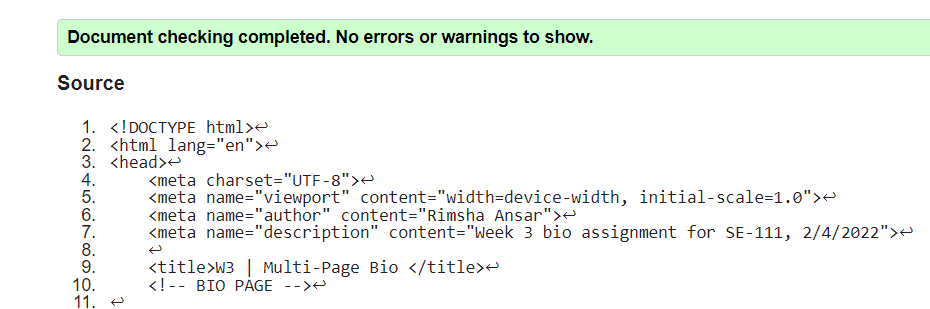 Document checking completed. No errors or warnings to show.
Source
1. <!DOCTYPE html>↩
2. <html lang="en">↩
3. <head>↩
4. <meta charset="UTF-8">↩
5. <meta name="viewport" content="width=device-width, initial-scale=1.0">↩
6. <meta name="author" content="Rimsha Ansar">↩
7. <meta name="description" content="Week 3 bio assignment for SE-111, 2/4/2022">↩
8. ↩
9. <title>W3 | Multi-Page Bio </title>↩
10. <!-- BIO PAGE -->↩
11. ↩